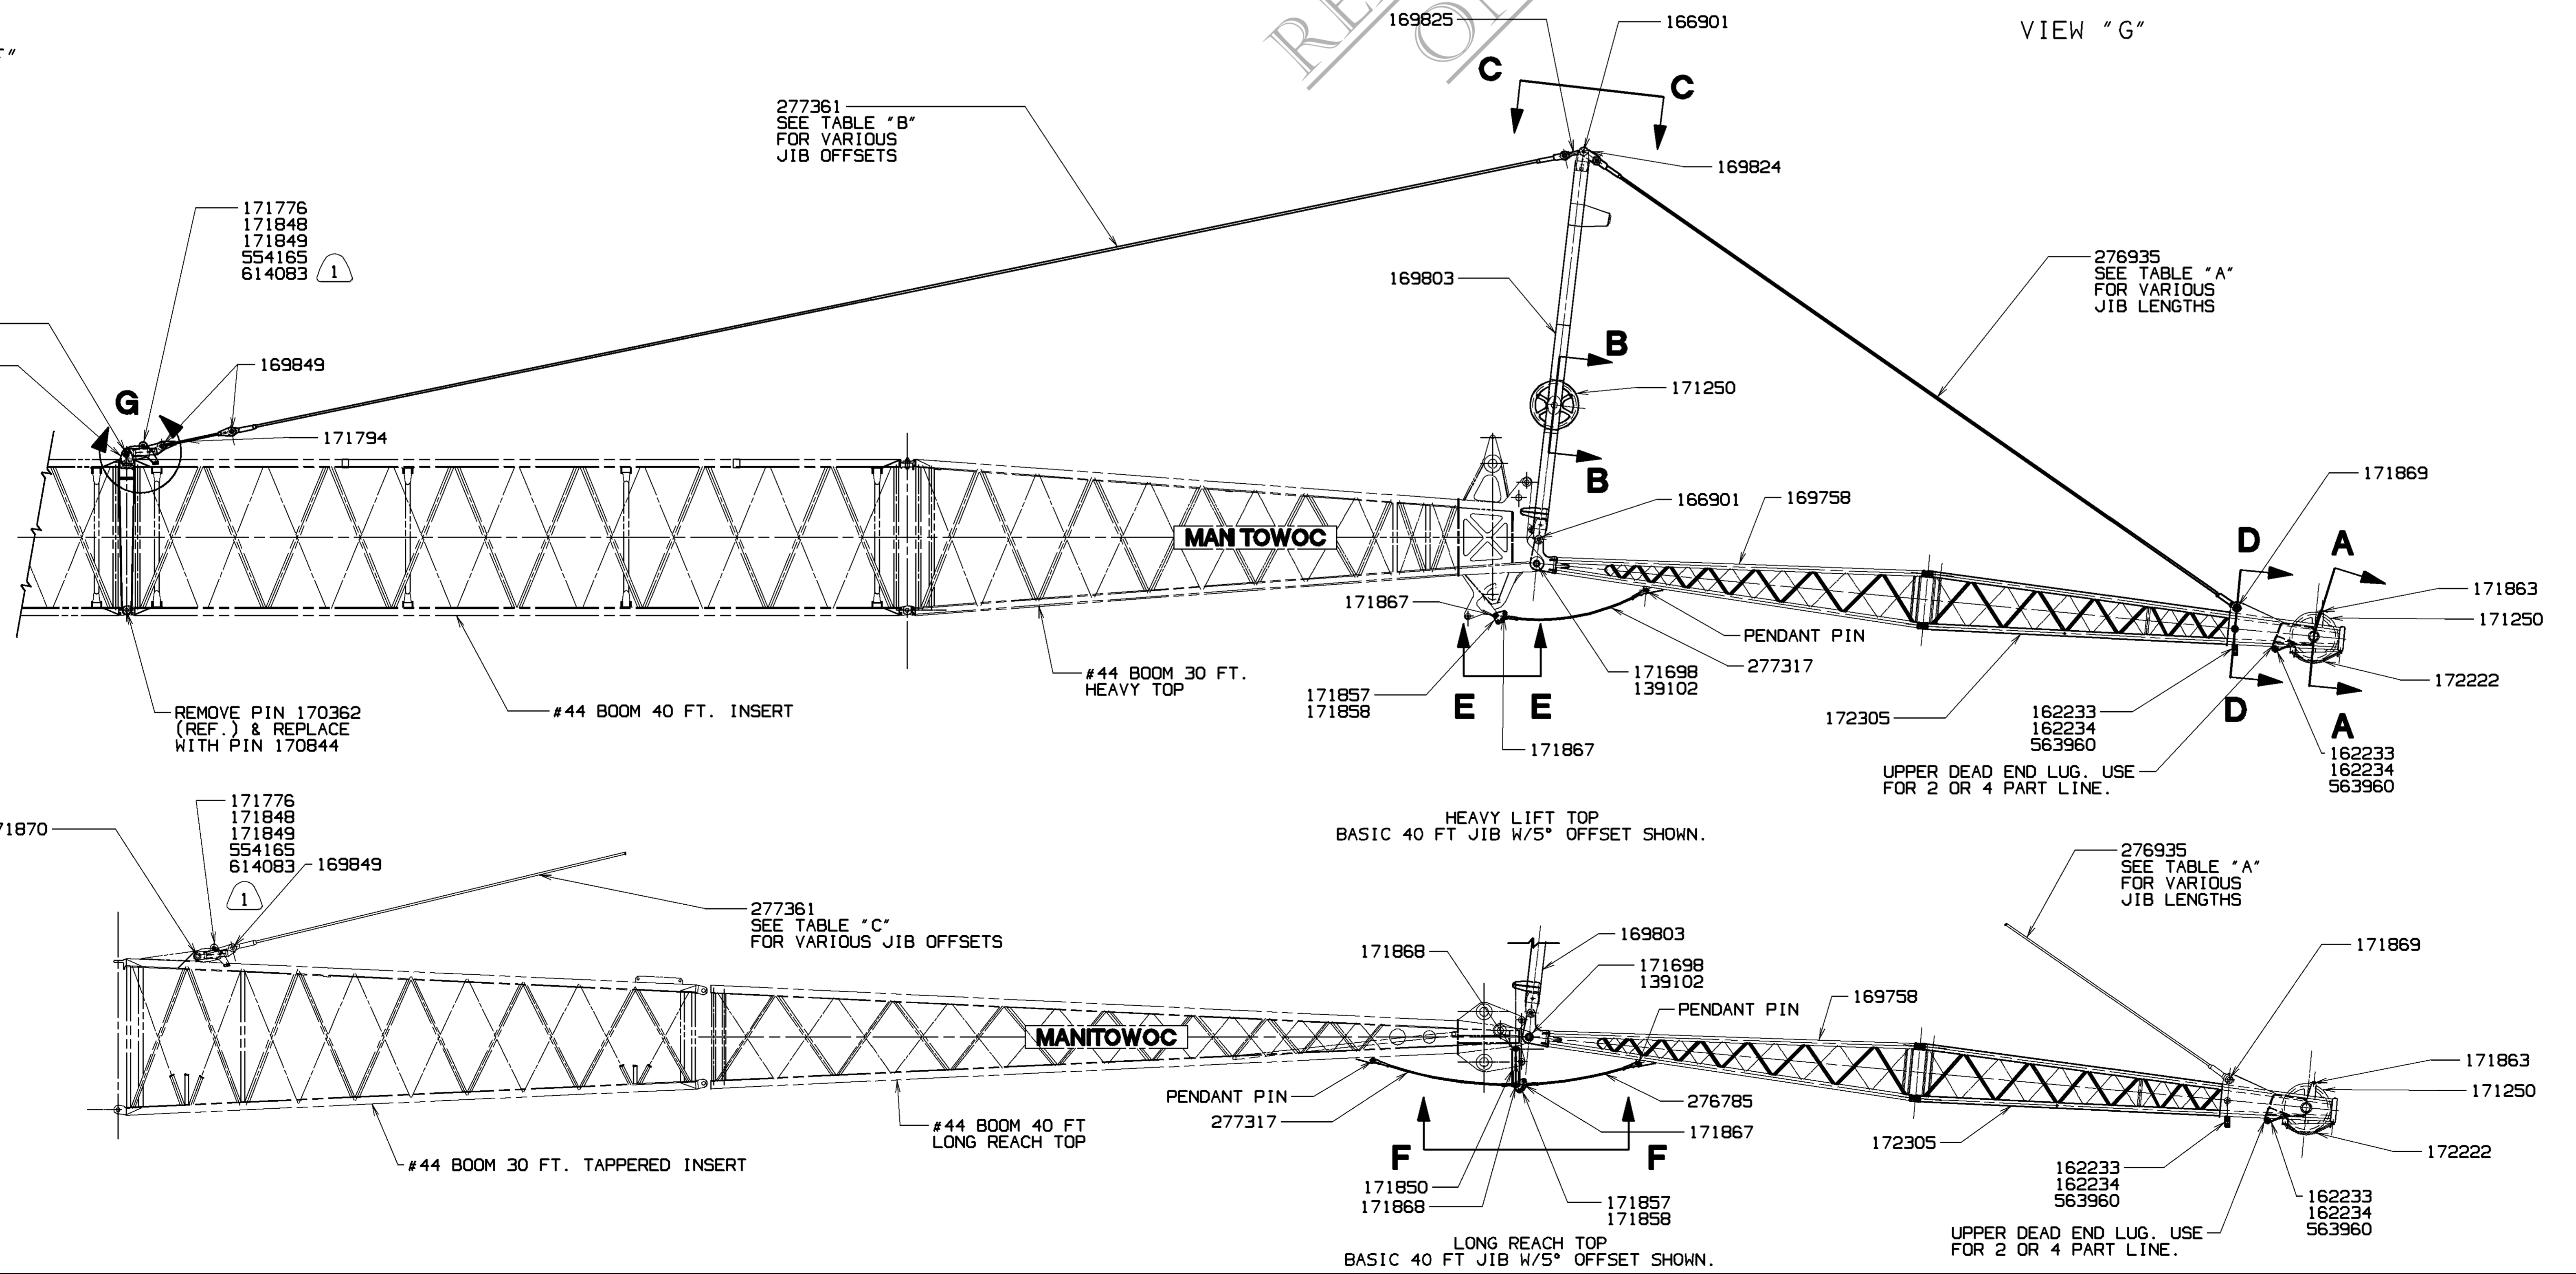 VIEW "G"
169825
166901
C
C
277361
SEE TABLE "B"
FOR VARIOUS
JIB OFFSETS
169824
171776
171848
171849
554165
614083
1
169803
276935
SEE TABLE "A"
FOR VARIOUS
JIB LENGTHS
B
169849
G
171250
171794
B
166901
169758
171869
MANITOWOC
D
A
171863
171250
171867
PENDANT PIN
277317
#44 BOOM 30 FT.
HEAVY TOP
171698
139102
172222
171857
171858
E
E
D
A
REMOVE PIN 170362
(REF.) & REPLACE
WITH PIN 170844
#44 BOOM 40 FT. INSERT
172305
162233
162234
563960
171867
162233
162234
563960
UPPER DEAD END LUG. USE
FOR 2 OR 4 PART LINE.
HEAVY LIFT TOP
BASIC 40 FT JIB W/5° OFFSET SHOWN.
71870
171776
171848
171849
554165
614083
169849
1
277361
SEE TABLE "C"
FOR VARIOUS JIB OFFSETS
276935
SEE TABLE "A"
FOR VARIOUS
JIB LENGTHS
171868
169803
171698
139102
171869
PENDANT PIN
169758
MANITOWOC
171863
171250
PENDANT PIN
277317
276785
171867
#44 BOOM 40 FT
LONG REACH TOP
172305
172222
#44 BOOM 30 FT. TAPPERED INSERT
F
F
171850
171868
171857
171858
162233
162234
563960
162233
162234
563960
UPPER DEAD END LUG. USE
FOR 2 OR 4 PART LINE.
LONG REACH TOP
BASIC 40 FT JIB W/5° OFFSET SHOWN.